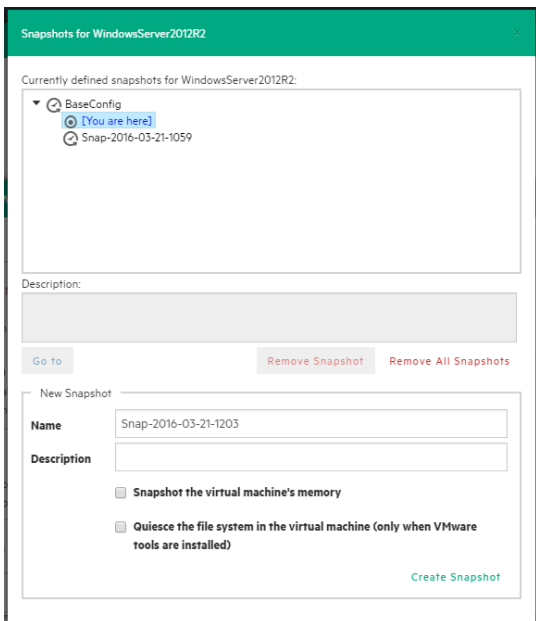 Snapshots for WindowsServer2012R2
Currently defined snapshots for WindowsServer2012R2:
BaseConfig
[You are here]
Snap-2016-03-21-1059
Description:
Go to Remove Snapshot Remove All Snapshots
New Snapshot
Name Snap-2016-03-21-1203
Description
Snapshot the virtual machine's memory
Quiesce the file system in the virtual machine (only when VMware
tools are installed)
Create Snapshot